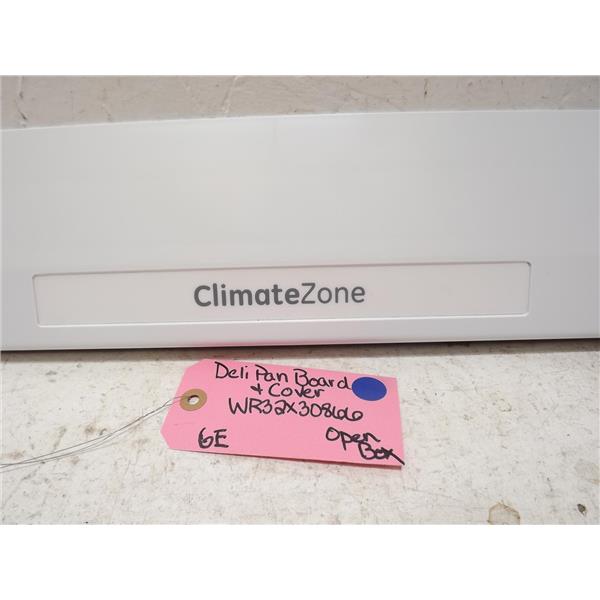 ClimateZone
Deli Pan Board
+ Cover
WR32X30866
GE Open
Box